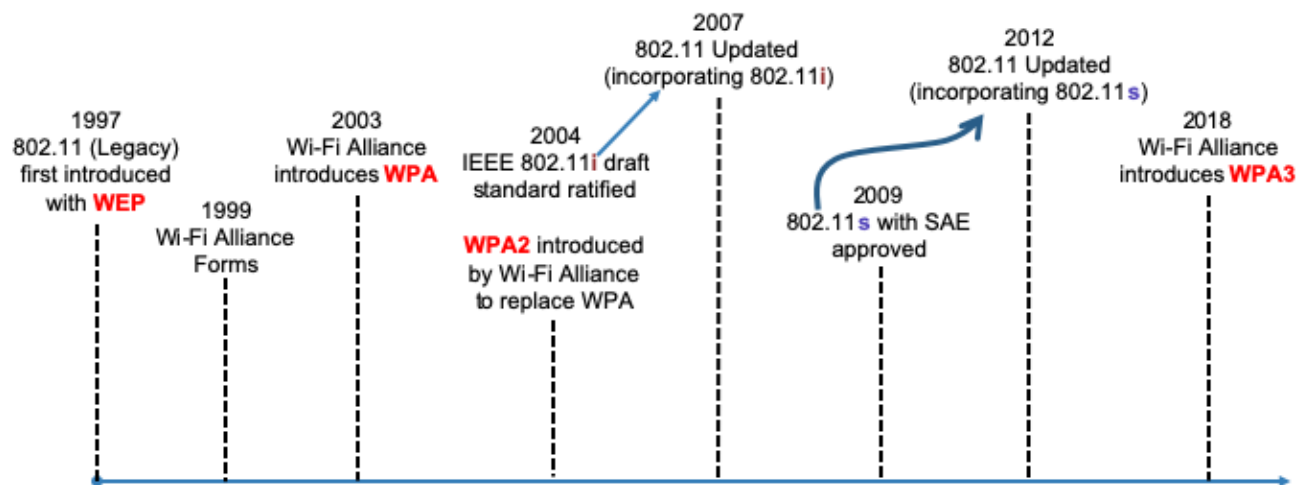 1997
802.11 (Legacy)
first introduced
with WEP
1999
Wi-Fi Alliance
Forms
2003
Wi-Fi Alliance
introduces WPA
2004
IEEE 802.11i draft
standard ratified
WPA2 introduced
by Wi-Fi Alliance
to replace WPA
2007
802.11 Updated
(incorporating 802.11i)
2009
802.11s with SAE
approved
2012
802.11 Updated
(incorporating 802.11s)
2018
Wi-Fi Alliance
introduces WPA3